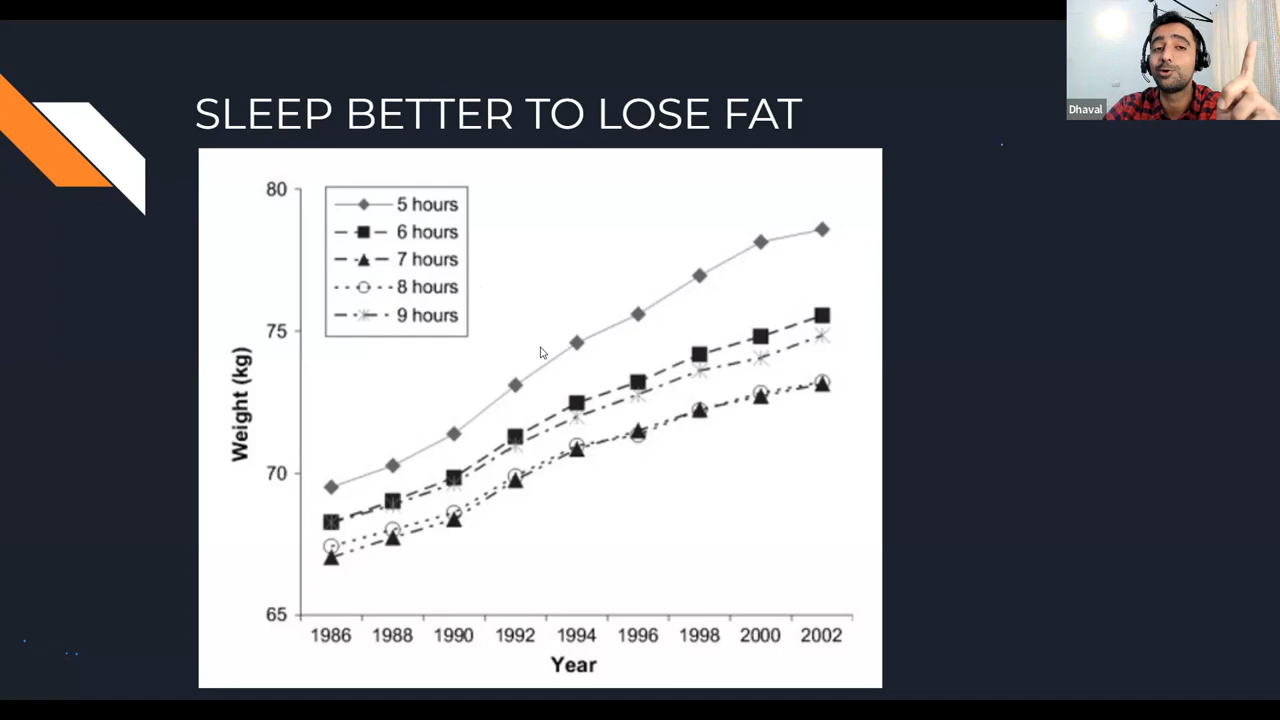 Dhaval
SLEEP BETTER TO LOSE FAT
80
75
70
65
Weight (kg)
5 hours
6 hours
7 hours
8 hours
9 hours
1986 1988 1990 1992 1994 1996 1998 2000 2002
Year